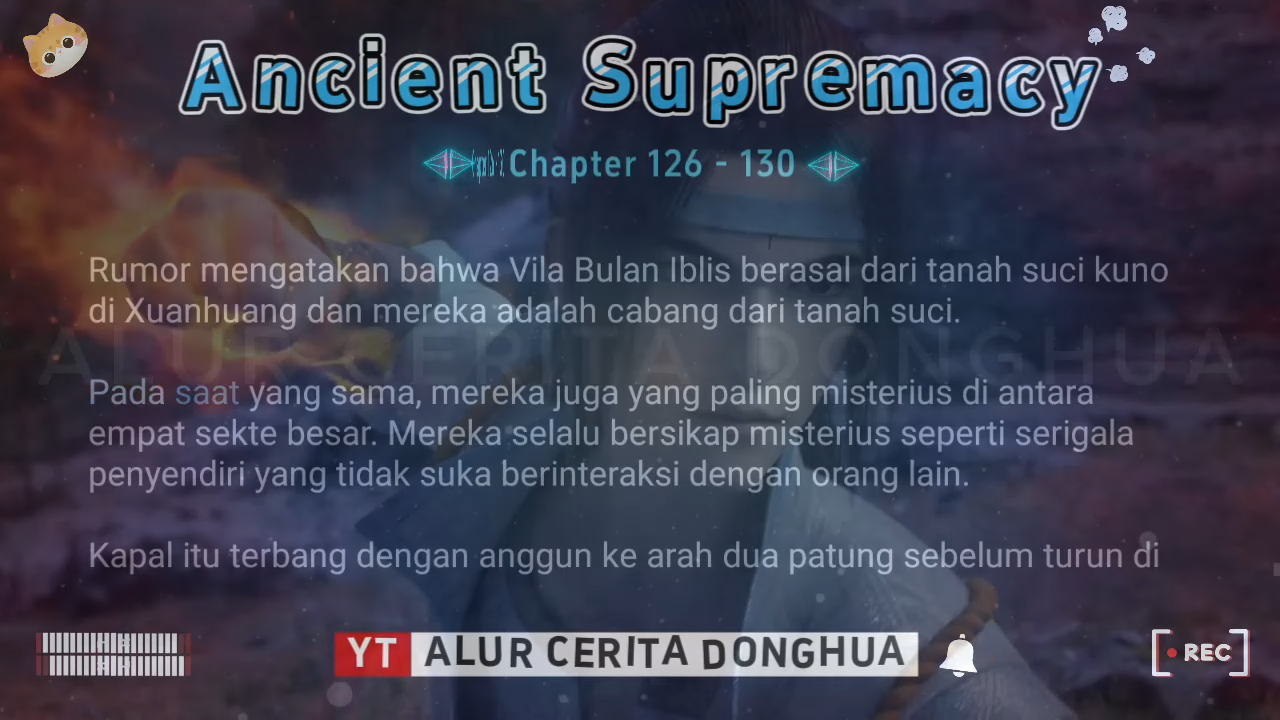 Ancient Supremacy
Chapter 126 - 130
Rumor mengatakan bahwa Vila Bulan Iblis berasal dari tanah suci kuno
di Xuanhuang dan mereka adalah cabang dari tanah suci.
ALUR CERITA DONGHUA
Pada saat yang sama, mereka juga yang paling misterius di antara
empat sekte besar. Mereka selalu bersikap misterius seperti serigala
penyendiri yang tidak suka berinteraksi dengan orang lain.
Kapal itu terbang dengan anggun ke arah dua patung sebelum turun di
YT ALUR CERITA DONGHUA
REC